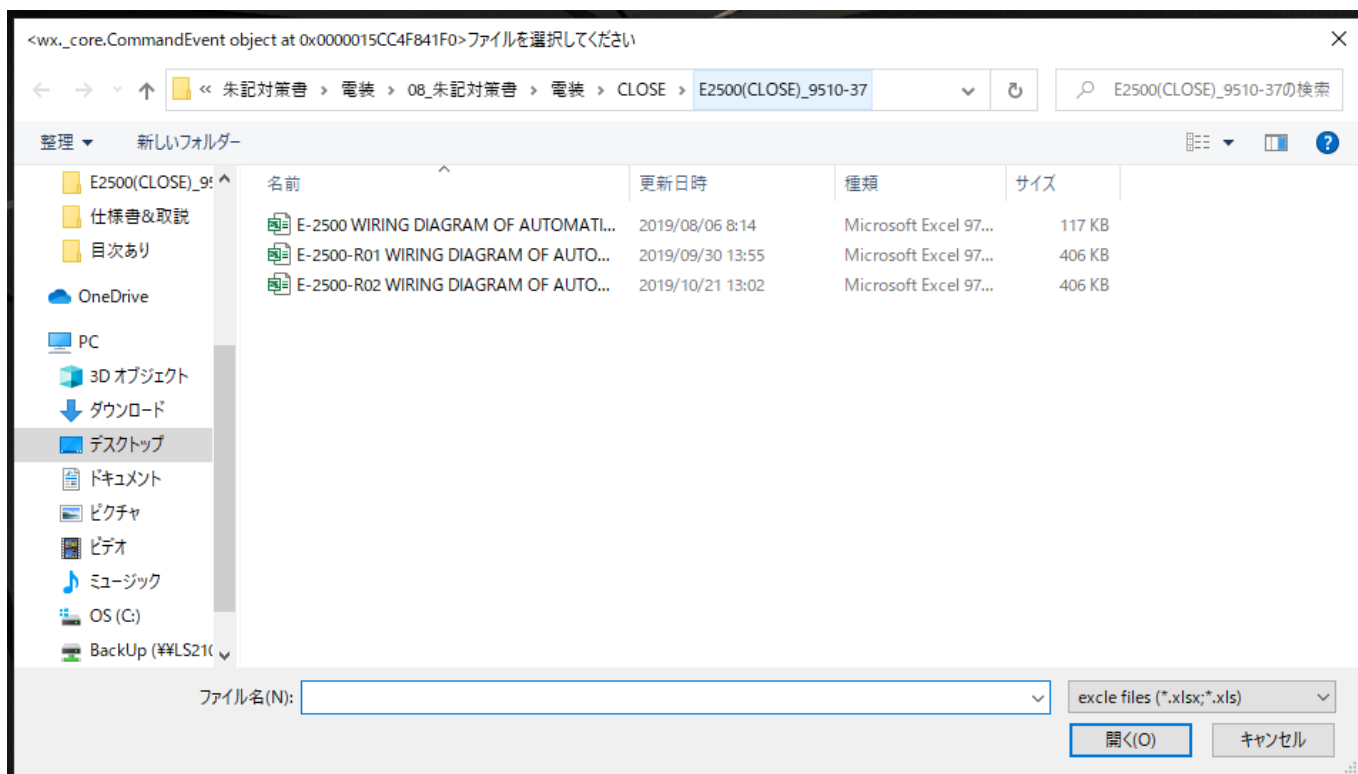 <wx._core.CommandEvent object at 0x0000015CC4F841F0>ファイルを選択してください
« 朱記対策書 › 電装 › 08_朱記対策書 › 電装 › CLOSE › E2500(CLOSE)_9510-37
E2500(CLOSE)_9510-37の検索
整理 新しいフォルダー
E2500(CLOSE)_95
仕様書&取説
目次あり
OneDrive
PC
3D オブジェクト
ダウンロード
デスクトップ
ドキュメント
ピクチャ
ビデオ
ミュージック
OS (C:)
BackUp (¥¥LS210
名前 更新日時 種類 サイズ
E-2500 WIRING DIAGRAM OF AUTOMATI... 2019/08/06 8:14 Microsoft Excel 97... 117 KB
E-2500-R01 WIRING DIAGRAM OF AUTO... 2019/09/30 13:55 Microsoft Excel 97... 406 KB
E-2500-R02 WIRING DIAGRAM OF AUTO... 2019/10/21 13:02 Microsoft Excel 97... 406 KB
ファイル名(N):
excle files (*.xlsx;*.xls)
開く(O) キャンセル